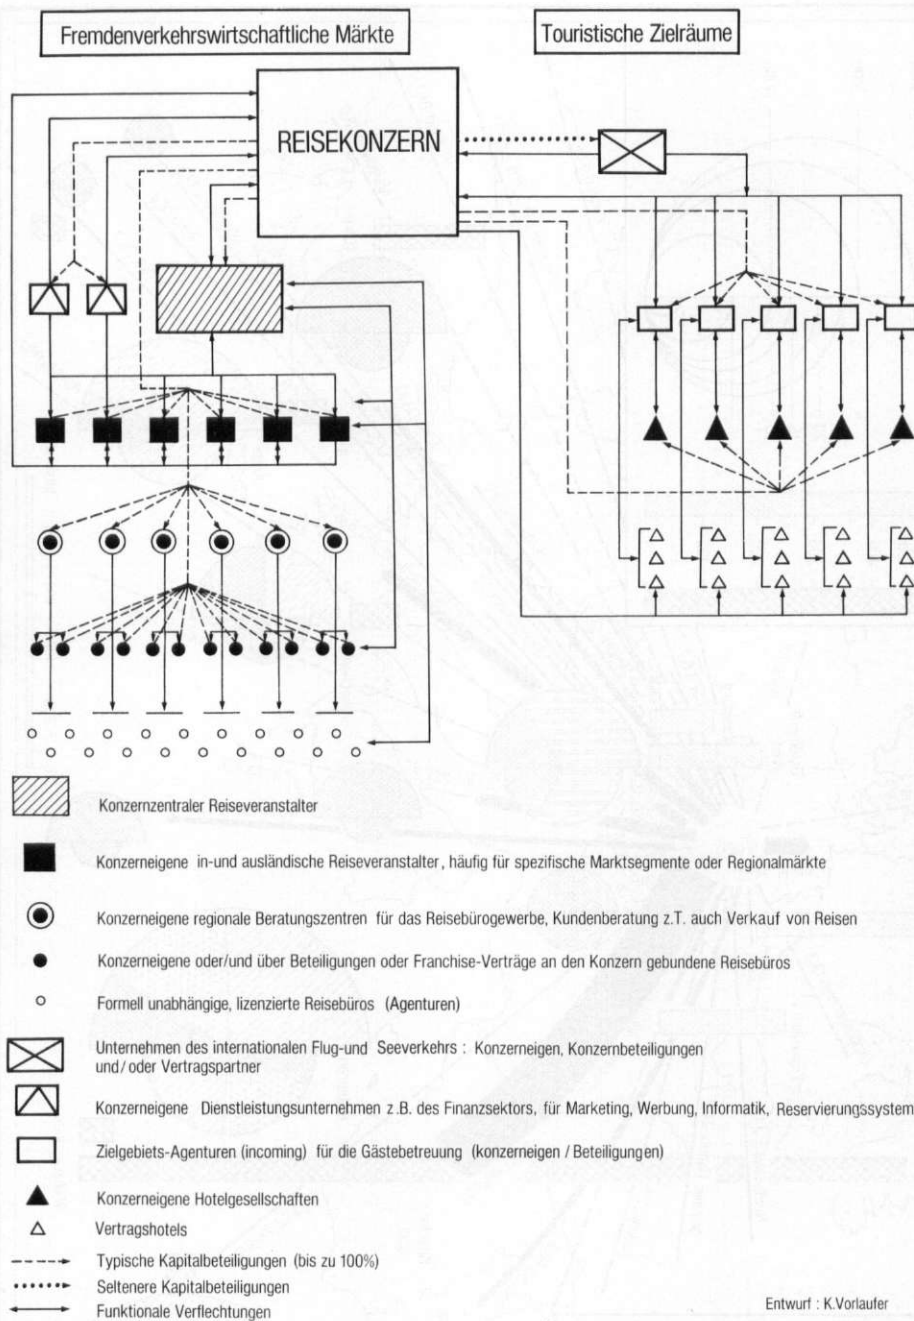 Fremdenverkehrswirtschaftliche Märkte
Touristische Zielräume
REISEKONZERN
Konzernzentraler Reiseveranstalter
Konzerneigene in-und ausländische Reiseveranstalter, häufig für spezifische Marktsegmente oder Regionalmärkte
Konzerneigene regionale Beratungszentren für das Reisebürogewerbe, Kundenberatung z.T. auch Verkauf von Reisen
Konzerneigene oder/und über Beteiligungen oder Franchise-Verträge an den Konzern gebundene Reisebüros
Formell unabhängige, lizenzierte Reisebüros (Agenturen)
Unternehmen des internationalen Flug-und Seeverkehrs : Konzerneigen, Konzernbeteiligungen
und/oder Vertragspartner
Konzerneigene Dienstleistungsunternehmen z.B. des Finanzsektors, für Marketing, Werbung, Informatik, Reservierungssystem
Zielgebiets-Agenturen (incoming) für die Gästebetreuung (konzerneigen / Beteiligungen)
Konzerneigene Hotelgesellschaften
Vertragshotels
Typische Kapitalbeteiligungen (bis zu 100%)
Seltenere Kapitalbeteiligungen
Funktionale Verflechtungen
Entwurf : K.Vorlaufer